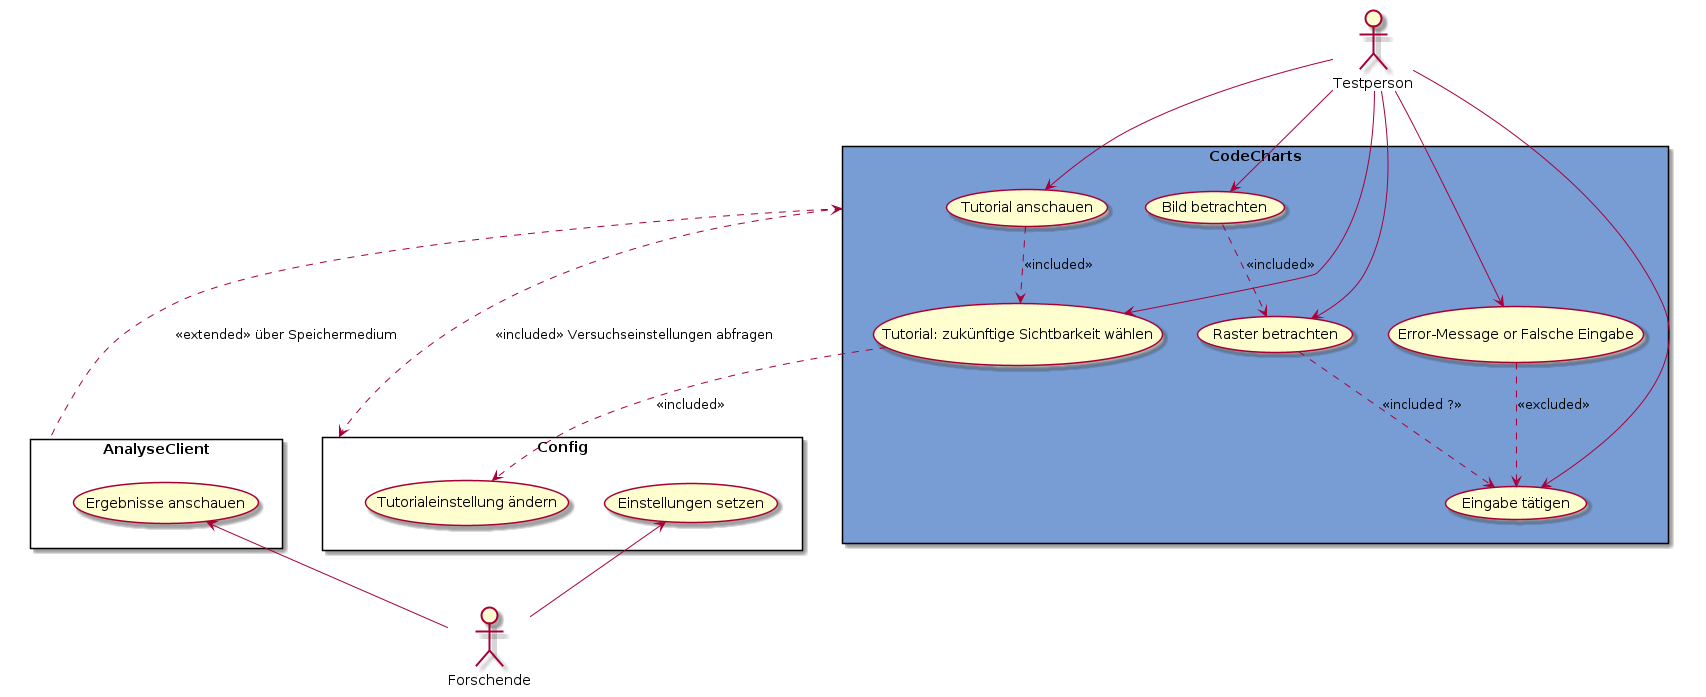 Testperson
CodeCharts
Tutorial anschauen
Bild betrachten
«included»
«included»
«extended» über Speichermedium
«included» Versuchseinstellungen abfragen
Tutorial: zukünftige Sichtbarkeit wählen
Raster betrachten
Error-Message or Falsche Eingabe
«included»
«included ?»
«excluded»
AnalyseClient
Config
Ergebnisse anschauen
Tutorialeinstellung ändern
Einstellungen setzen
Eingabe tätigen
Forschende